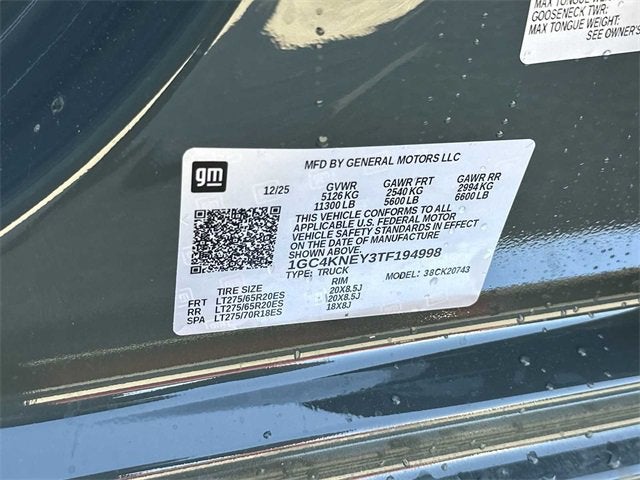 MAX TONGUE WEIGHT:
GOOSENECK TWR:
MAX TONGUE WEIGHT:
SEE OWNER'S
gm
MFD BY GENERAL MOTORS LLC
12/25 GVWR GAWR FRT GAWR RR
5126 KG 2540 KG 2994 KG
11300 LB 5600 LB 6600 LB
THIS VEHICLE CONFORMS TO ALL
APPLICABLE U.S. FEDERAL MOTOR
VEHICLE SAFETY STANDARDS IN EFFECT
ON THE DATE OF MANUFACTURE SHOWN ABOVE.
1GC4KNEY3TF194998
TYPE: TRUCK MODEL: 38CK20743
TIRE SIZE RIM
FRT LT275/65R20ES 20X8.5J
RR LT275/65R20ES 20X8.5J
SPA LT275/70R18ES 18X8J